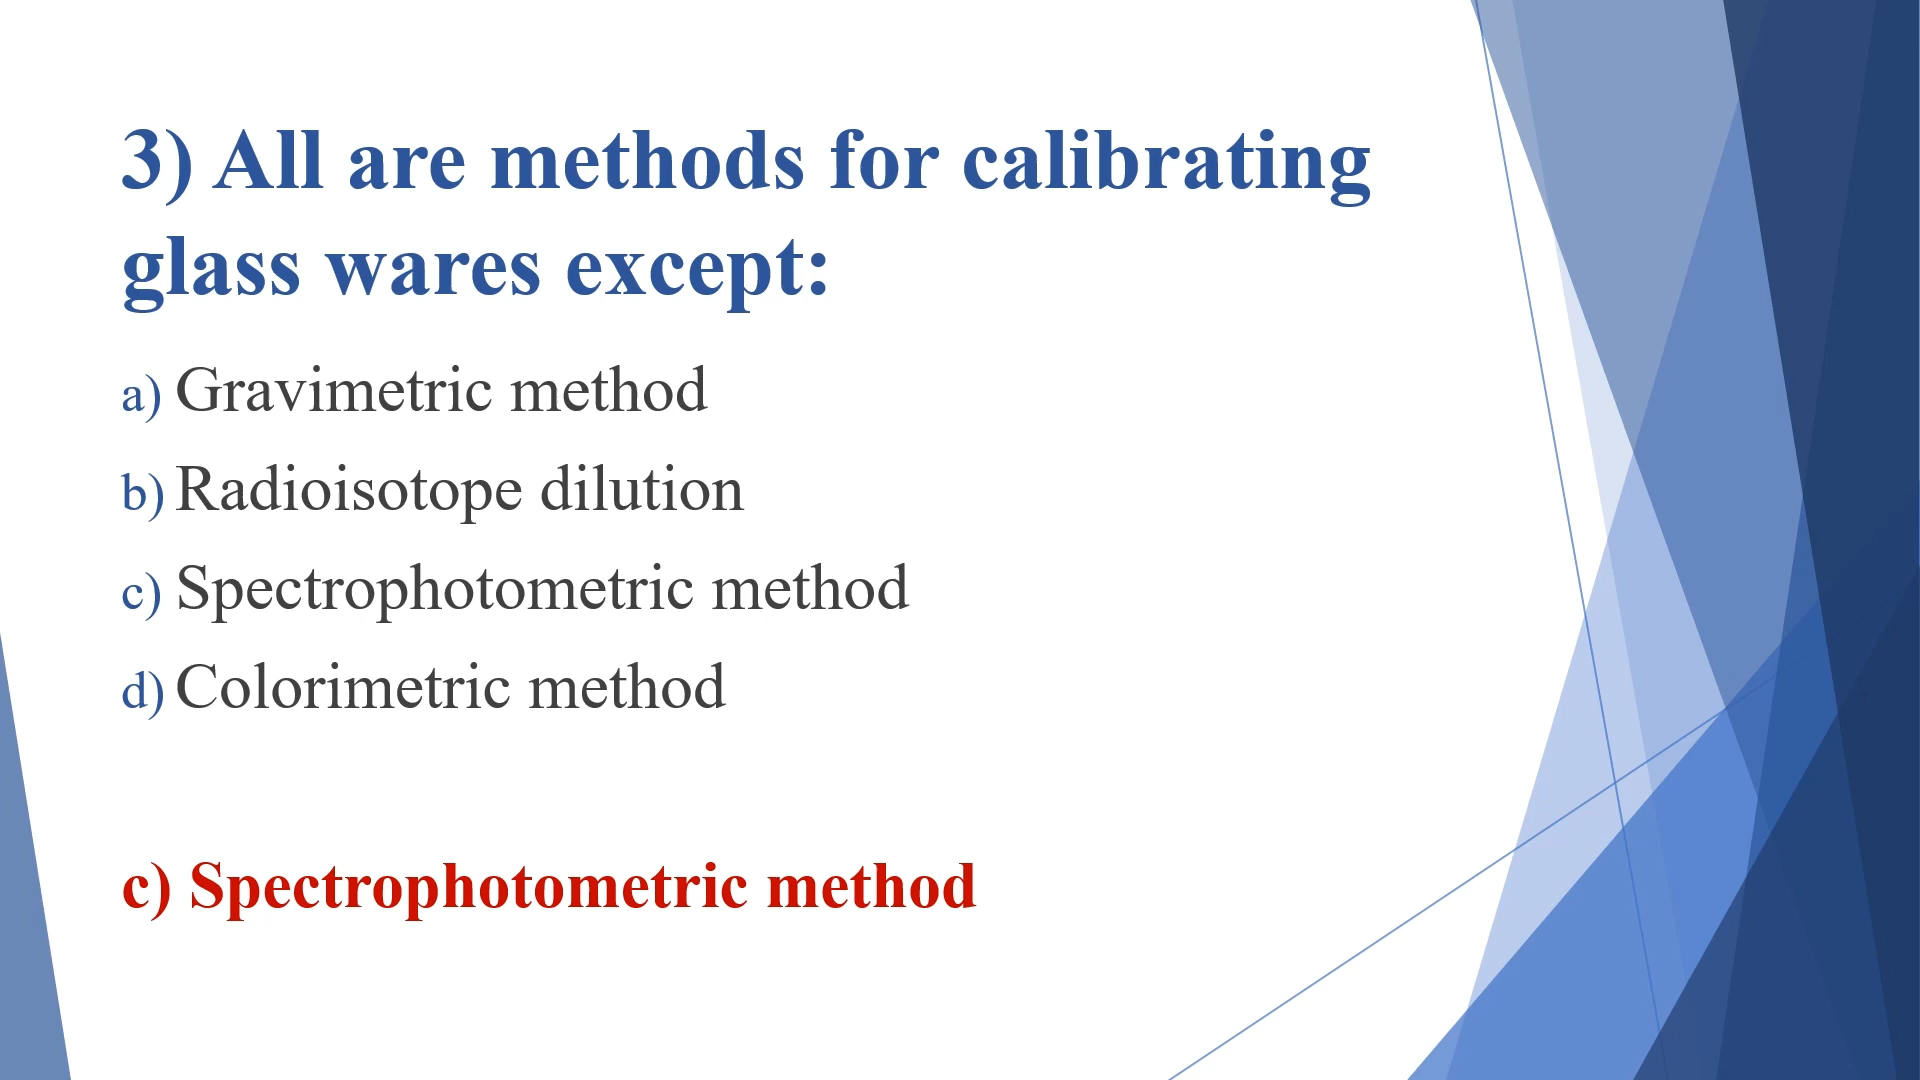 3) All are methods for calibrating
glass wares except:
a) Gravimetric method
b) Radioisotope dilution
c) Spectrophotometric method
d) Colorimetric method
c) Spectrophotometric method